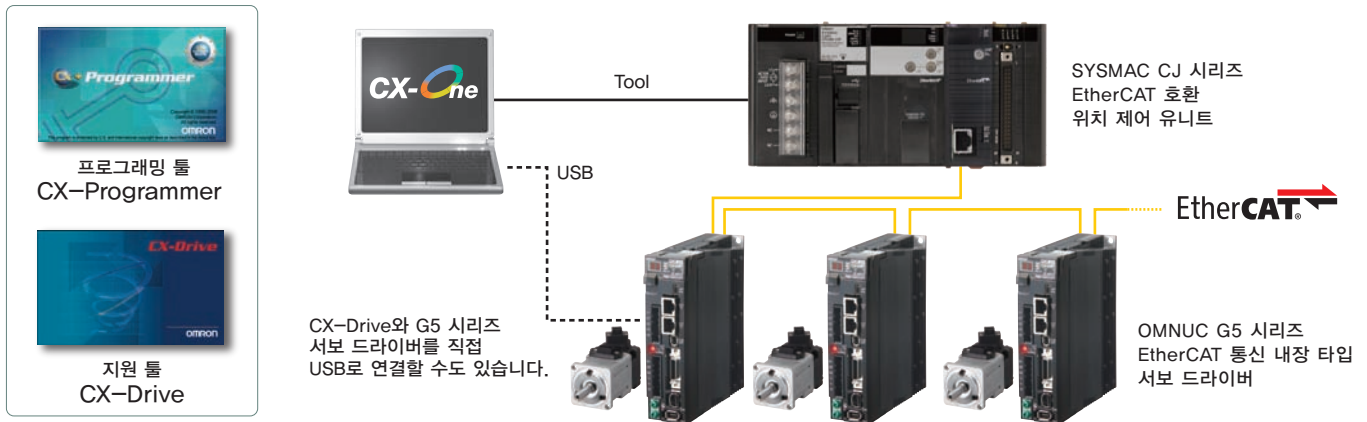 CX-Programmer
OMRON
프로그래밍 툴
CX-Programmer
CX-Drive
OMRON
지원 툴
CX-Drive
CX-One
Tool
USB
SYSMAC CJ 시리즈
EtherCAT 호환
위치 제어 유니트
EtherCAT®
CX-Drive와 G5 시리즈
서보 드라이버를 직접
USB로 연결할 수도 있습니다.
OMNUC G5 시리즈
EtherCAT 통신 내장 타입
서보 드라이버